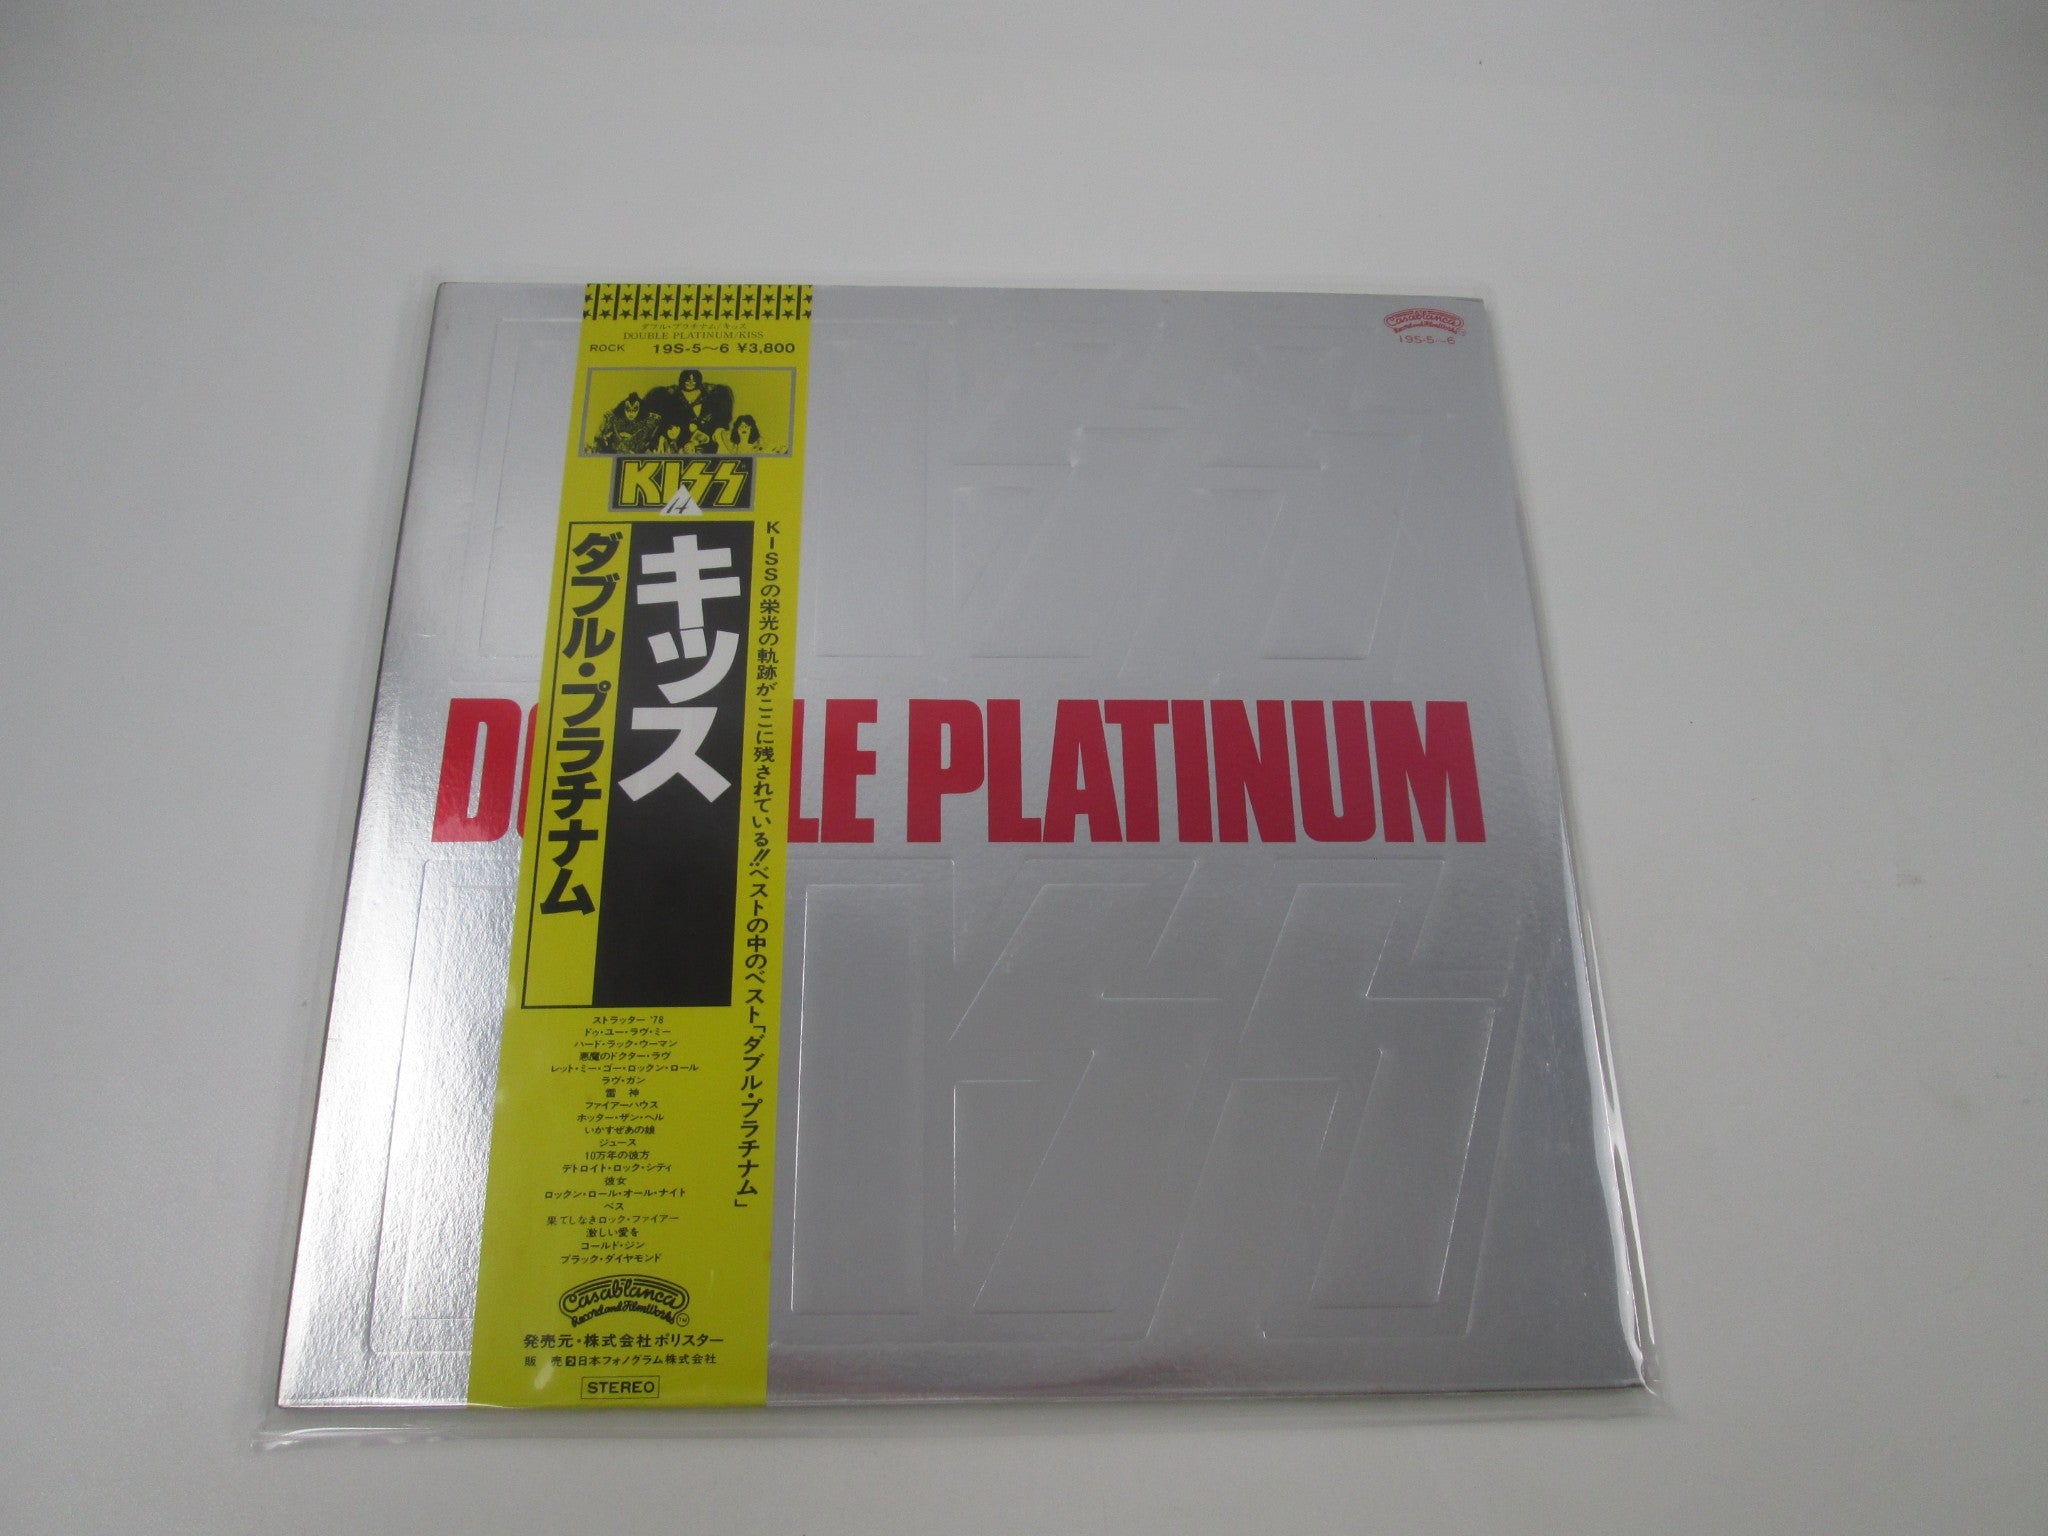 ダブル・プラチナム/キッス
DOUBLE PLATINUM/KISS
ROCK 19S-5〜6 ¥3,800
KISS
14
キッス
ダブル・プラチナム
KISSの栄光の軌跡がここに残されている!!ベストの中のベスト「ダブル・プラチナム」
ストラッター '78
ドゥ・ユー・ラヴ・ミー
ハード・ラック・ウーマン
悪魔のドクター・ラヴ
レット・ミー・ゴー・ロックン・ロール
ラヴ・ガン
雷 神
ファイアーハウス
ホッター・ザン・ヘル
いかすぜあの娘
ジュース
10万年の彼方
デトロイト・ロック・シティ
彼女
ロックン・ロール・オール・ナイト
ベス
果てしなきロック・ファイアー
激しい愛を
コールド・ジン
ブラック・ダイヤモンド
Casablanca
Record and FilmWorks TM
発売元・株式会社ポリスター
販 売 日本フォノグラム株式会社
STEREO
Casablanca
Record and FilmWorks
19S-5〜6
DOUBLE PLATINUM
KISS
KISS